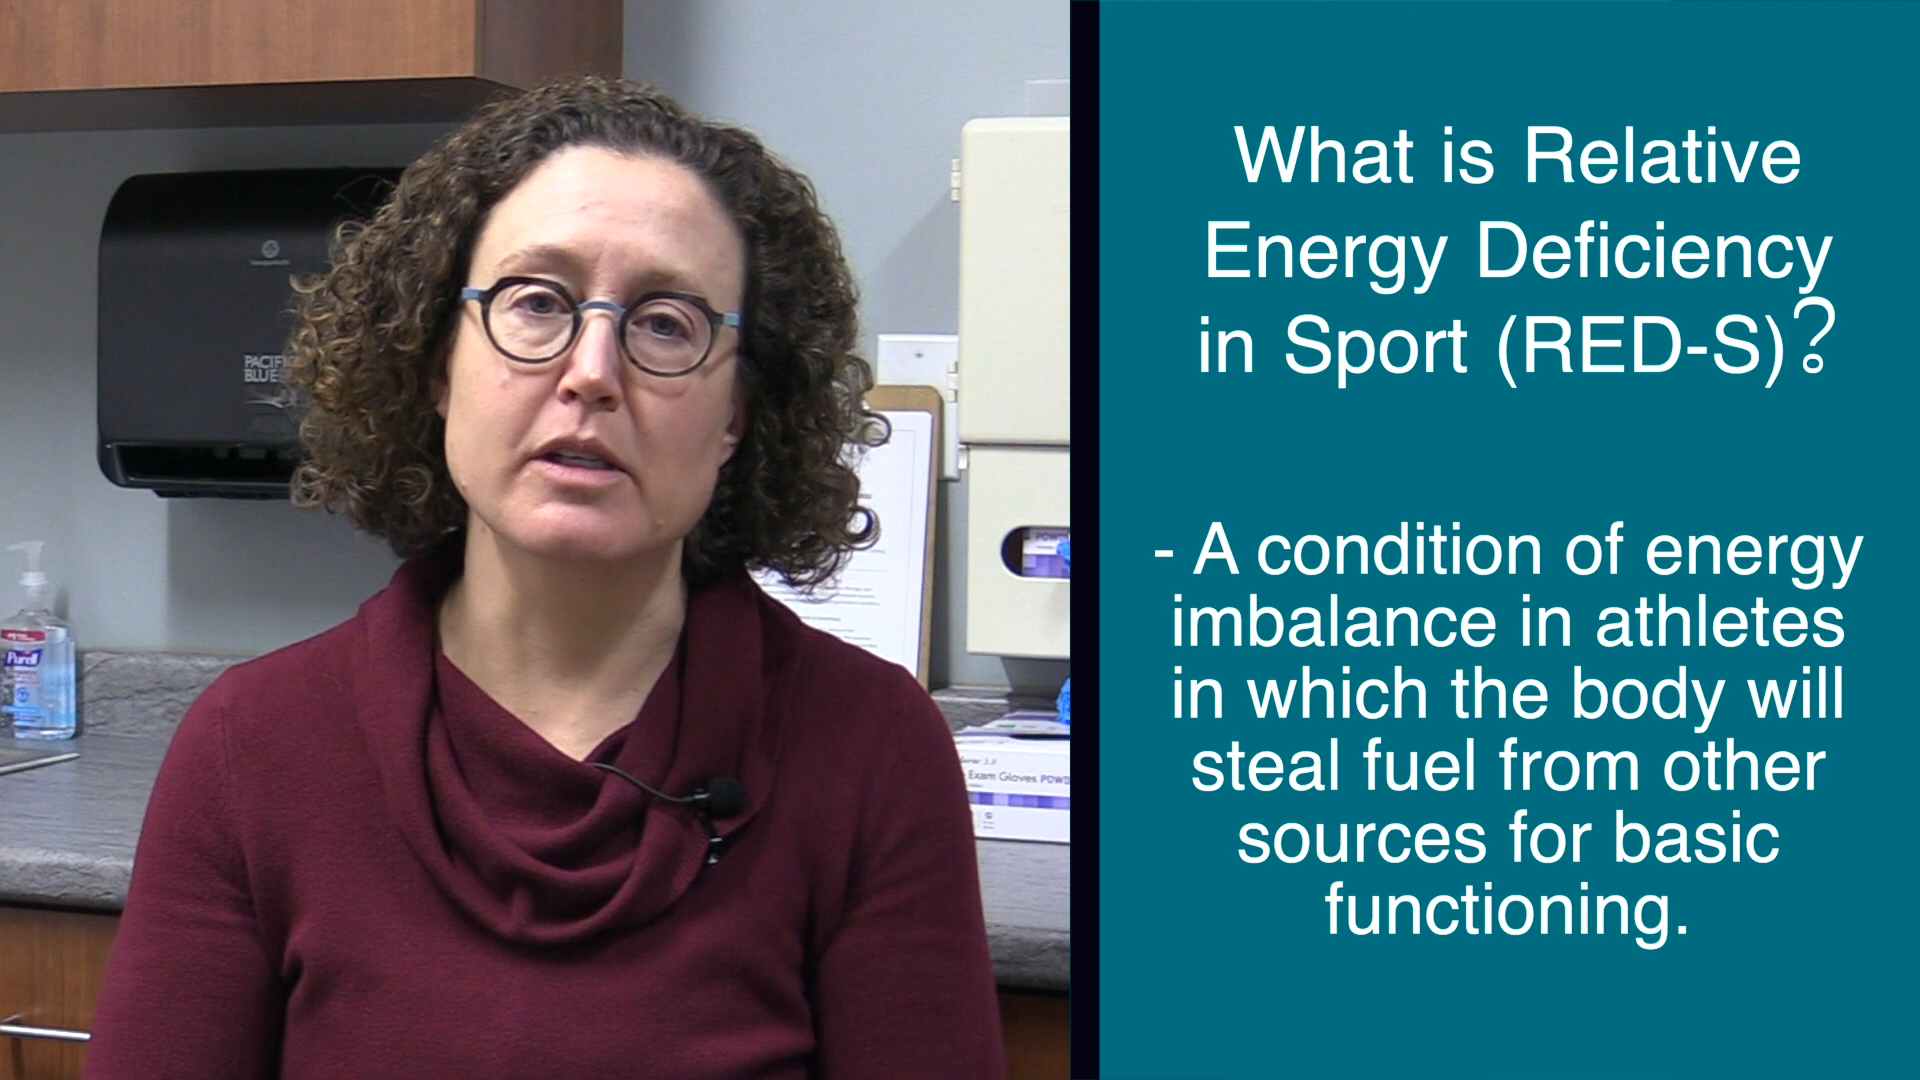 What is Relative
Energy Deficiency
in Sport (RED-S)?
- A condition of energy
imbalance in athletes
in which the body will
steal fuel from other
sources for basic
functioning.
PACIFIC
BLUE
Purell
Exam Gloves POWD